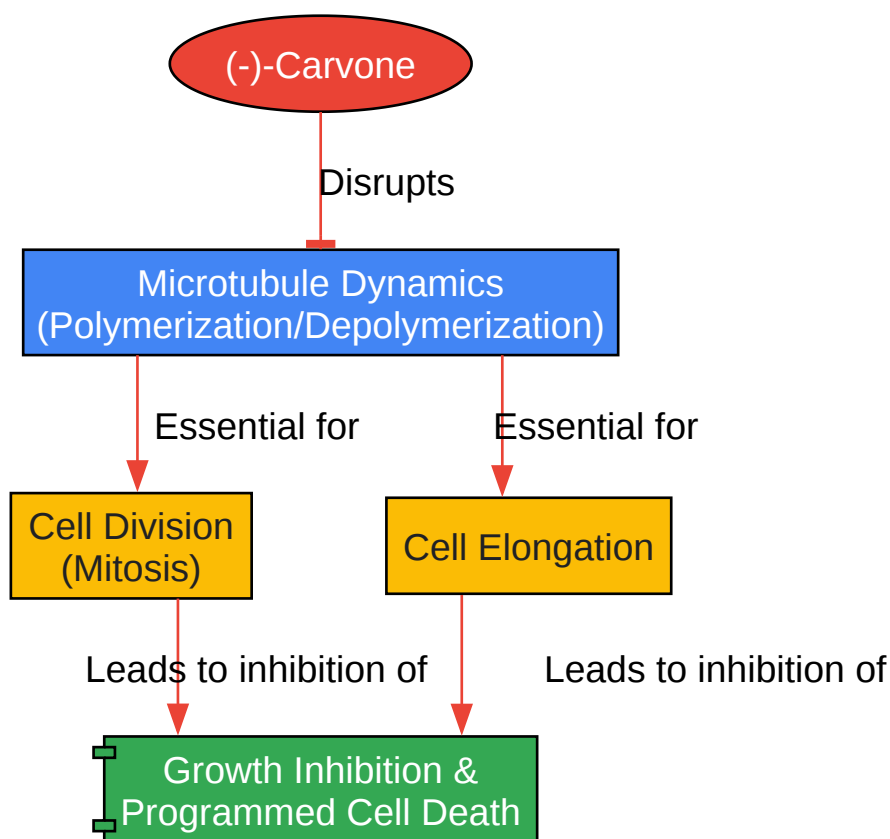 (-)-Carvone
Disrupts
Microtubule Dynamics
(Polymerization/Depolymerization)
Essential for
Essential for
Cell Division
(Mitosis)
Cell Elongation
Leads to inhibition of
Leads to inhibition of
Growth Inhibition &
Programmed Cell Death